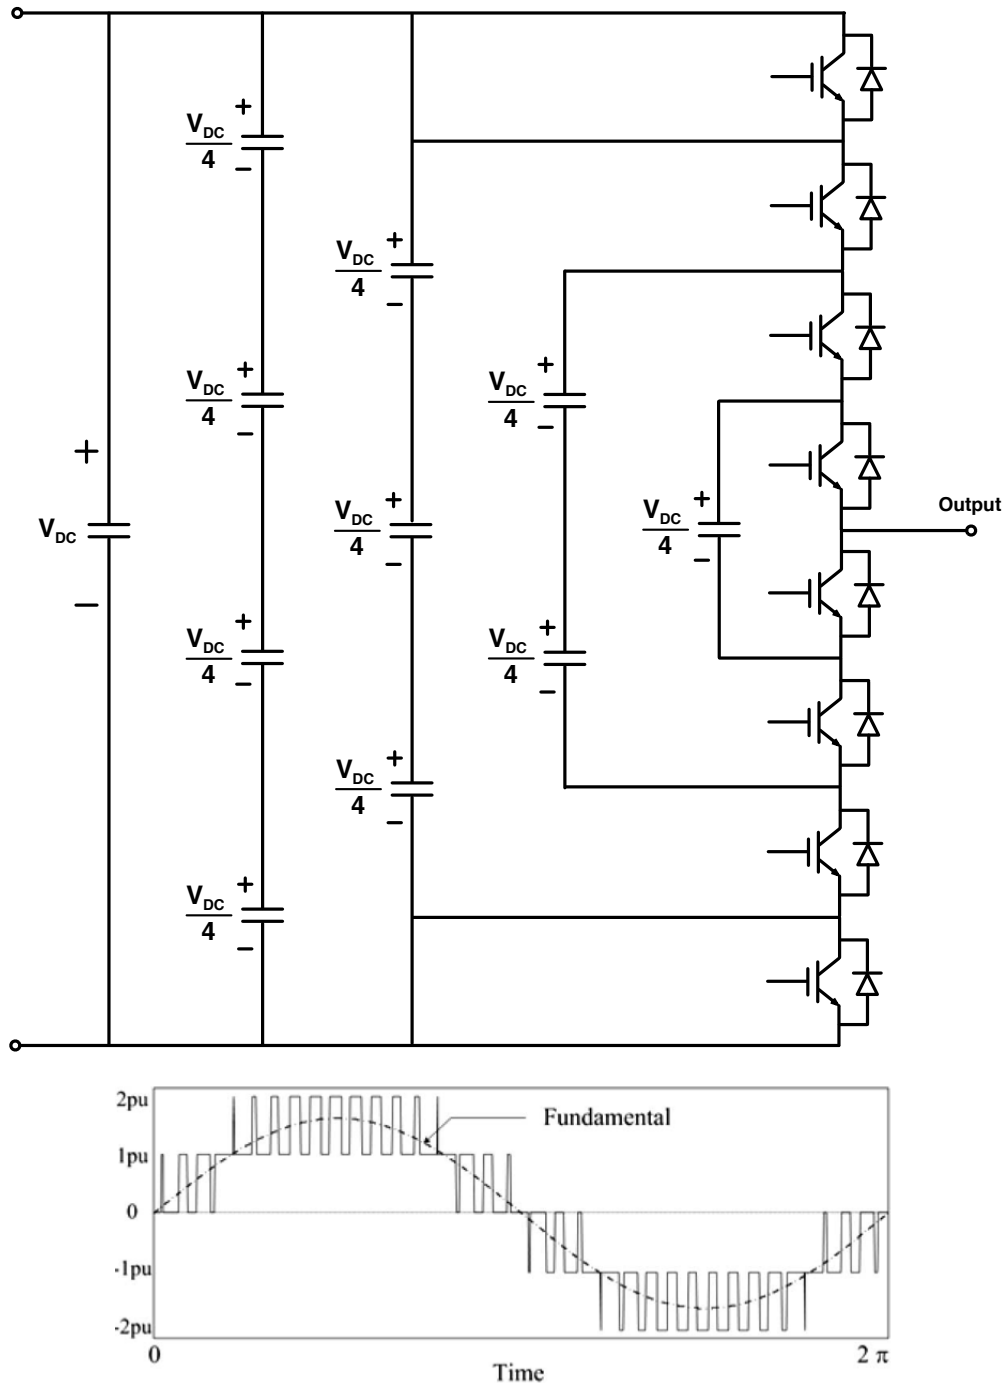 +
V_DC
4
−
+
V_DC
4
−
+
V_DC
4
−
+
V_DC
4
−
+
V_DC
−
+
V_DC
4
−
+
V_DC
4
−
Output
+
V_DC
4
−
+
V_DC
4
−
+
V_DC
4
−
+
V_DC
4
−
2pu
Fundamental
1pu
0
-1pu
-2pu
0
2 π
Time